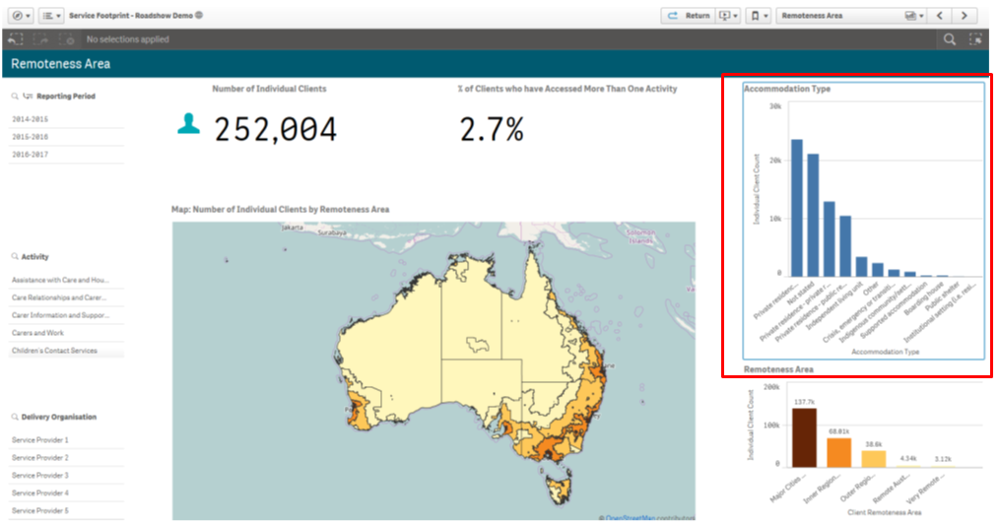 Service Footprint - Roadshow Demo
Return
Remoteness Area
No selections applied
Remoteness Area
Reporting Period
2014-2015
2015-2016
2016-2017
Activity
Assistance with Care and Hou...
Care Relationships and Carer...
Carer Information and Suppor...
Carers and Work
Children's Contact Services
Delivery Organisation
Service Provider 1
Service Provider 2
Service Provider 3
Service Provider 4
Service Provider 5
Number of Individual Clients
252,004
% of Clients who have Accessed More Than One Activity
2.7%
Map: Number of Individual Clients by Remoteness Area
Jakarta
Surabaya
Solomon
Islands
© OpenStreetMap contributors
Accommodation Type
Individual Client Count
30k
20k
10k
0
Private residenc...
Not stated
Private residence - private r...
Private residence - public re...
Independent living unit
Other
Crisis, emergency or transiti...
Indigenous community/sett...
Supported accommodation
Boarding house
Public shelter
Institutional setting (i.e. resi...
Accommodation Type
Remoteness Area
Individual Client Count
200k
100k
0
137.7k
68.81k
38.6k
4.34k
3.12k
Major Cities ...
Inner Region...
Outer Regio...
Remote Aust...
Very Remote ...
Client Remoteness Area